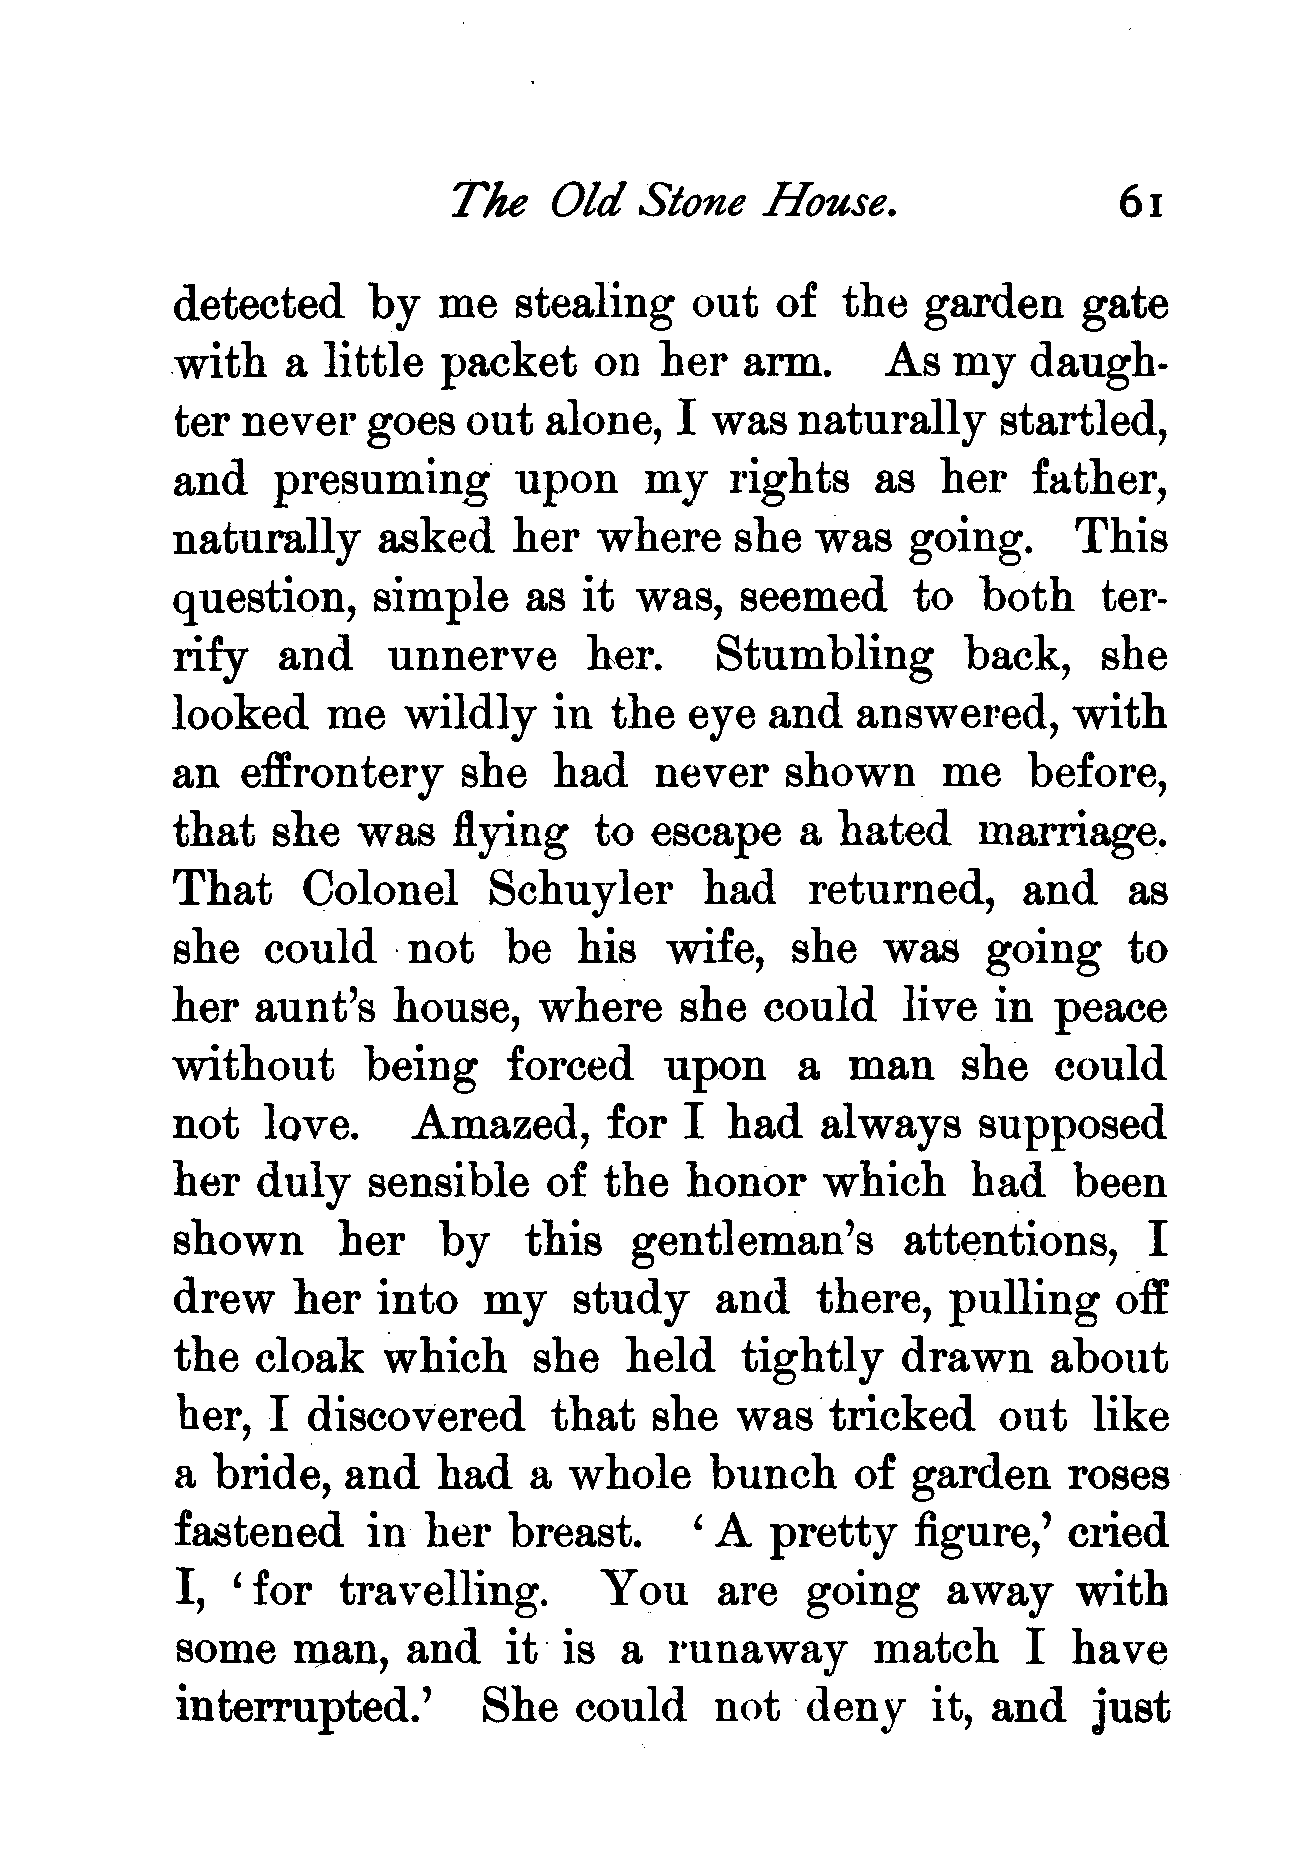 The Old Stone House. 61
detected by me stealing out of the garden gate
with a little packet on her arm. As my daugh-
ter never goes out alone, I was naturally startled,
and presuming upon my rights as her father,
naturally asked her where she was going. This
question, simple as it was, seemed to both ter-
rify and unnerve her. Stumbling back, she
looked me wildly in the eye and answered, with
an effrontery she had never shown me before,
that she was flying to escape a hated marriage.
That Colonel Schuyler had returned, and as
she could not be his wife, she was going to
her aunt's house, where she could live in peace
without being forced upon a man she could
not love. Amazed, for I had always supposed
her duly sensible of the honor which had been
shown her by this gentleman's attentions, I
drew her into my study and there, pulling off
the cloak which she held tightly drawn about
her, I discovered that she was tricked out like
a bride, and had a whole bunch of garden roses
fastened in her breast. ‘A pretty figure,’ cried
I, ‘for travelling. You are going away with
some man, and it is a runaway match I have
interrupted.’ She could not deny it, and just